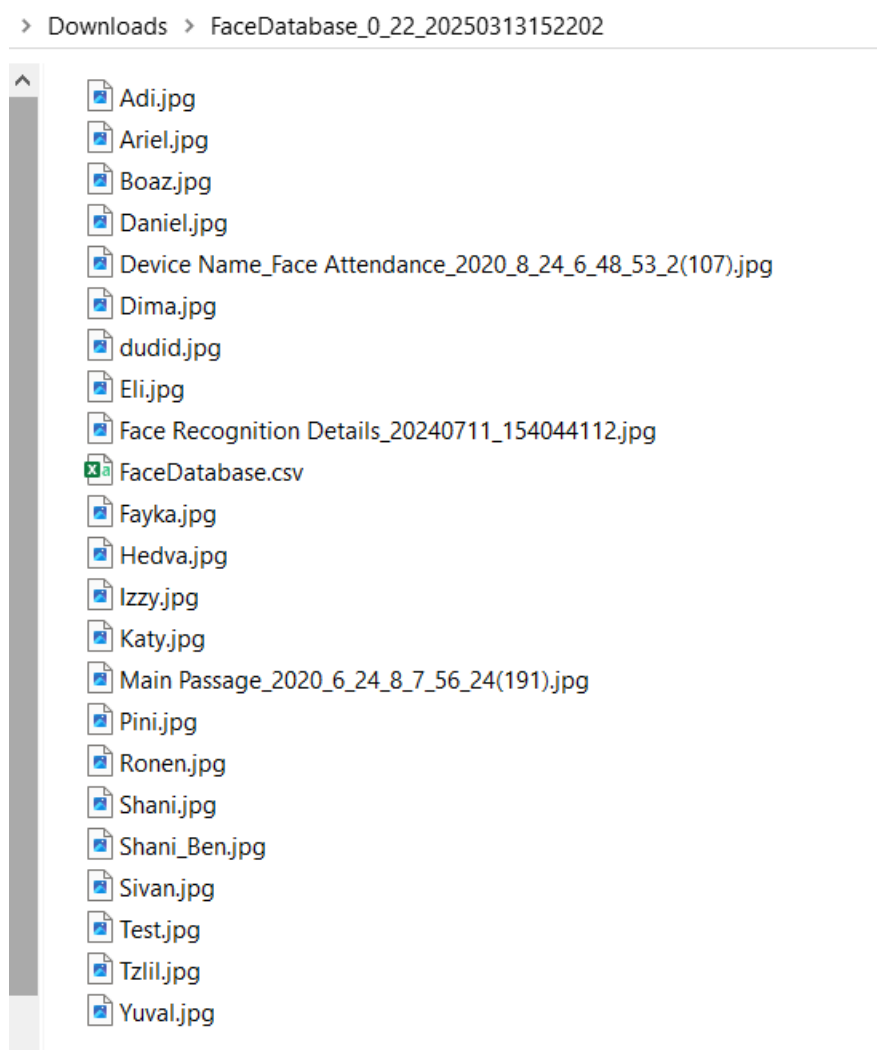 > Downloads > FaceDatabase_0_22_20250313152202
Adi.jpg
Ariel.jpg
Boaz.jpg
Daniel.jpg
Device Name_Face Attendance_2020_8_24_6_48_53_2(107).jpg
Dima.jpg
dudid.jpg
Eli.jpg
Face Recognition Details_20240711_154044112.jpg
FaceDatabase.csv
Fayka.jpg
Hedva.jpg
Izzy.jpg
Katy.jpg
Main Passage_2020_6_24_8_7_56_24(191).jpg
Pini.jpg
Ronen.jpg
Shani.jpg
Shani_Ben.jpg
Sivan.jpg
Test.jpg
Tzlil.jpg
Yuval.jpg